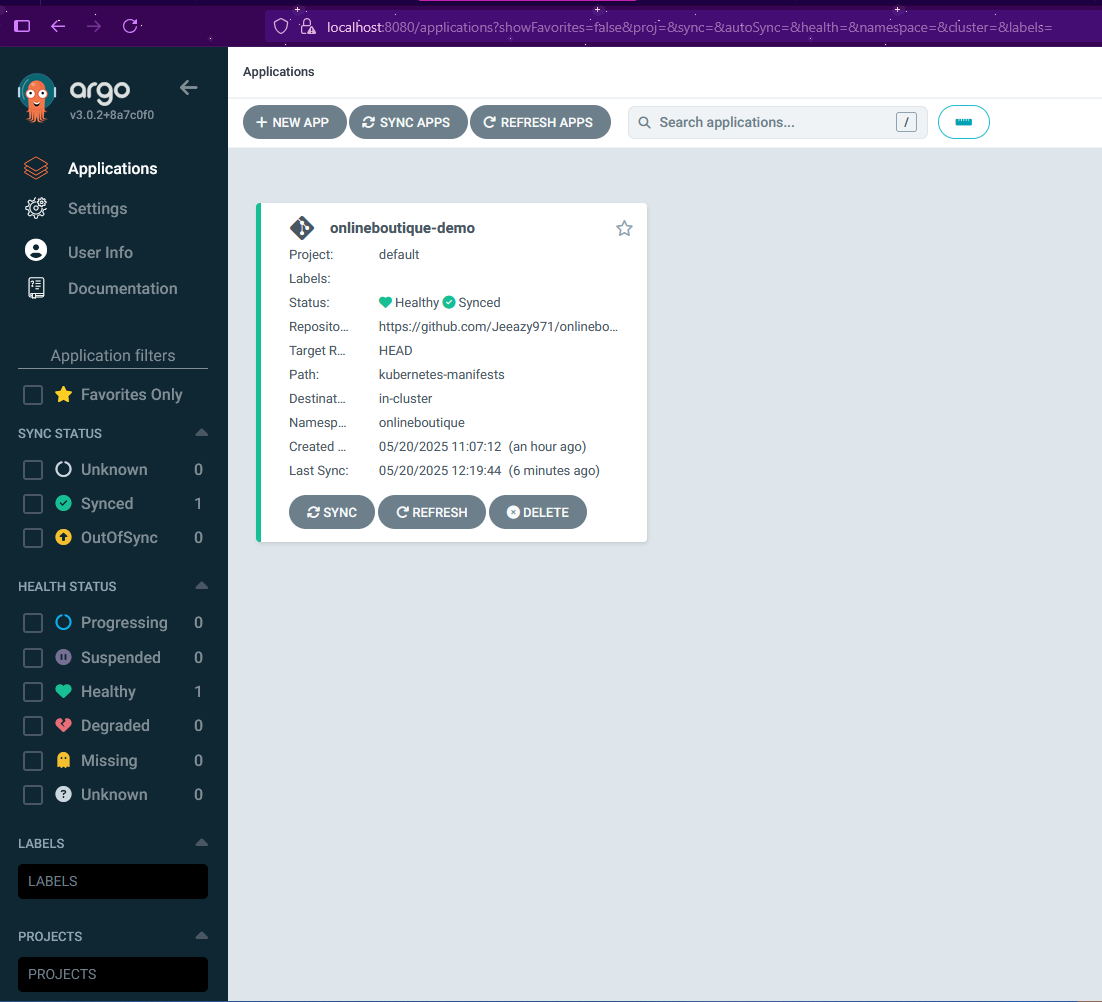 localhost:8080/applications?showFavorites=false&proj=&sync=&autoSync=&health=&namespace=&cluster=&labels=
argo
v3.0.2+8a7c0f0
Applications
Settings
User Info
Documentation
Application filters
Favorites Only
SYNC STATUS
Unknown 0
Synced 1
OutOfSync 0
HEALTH STATUS
Progressing 0
Suspended 0
Healthy 1
Degraded 0
Missing 0
Unknown 0
LABELS
LABELS
PROJECTS
PROJECTS
Applications
+ NEW APP SYNC APPS REFRESH APPS Search applications... /
onlineboutique-demo
Project: default
Labels:
Status: Healthy Synced
Reposito... https://github.com/Jeeazy971/onlinebo...
Target R... HEAD
Path: kubernetes-manifests
Destinat... in-cluster
Namesp... onlineboutique
Created ... 05/20/2025 11:07:12 (an hour ago)
Last Sync: 05/20/2025 12:19:44 (6 minutes ago)
SYNC REFRESH DELETE